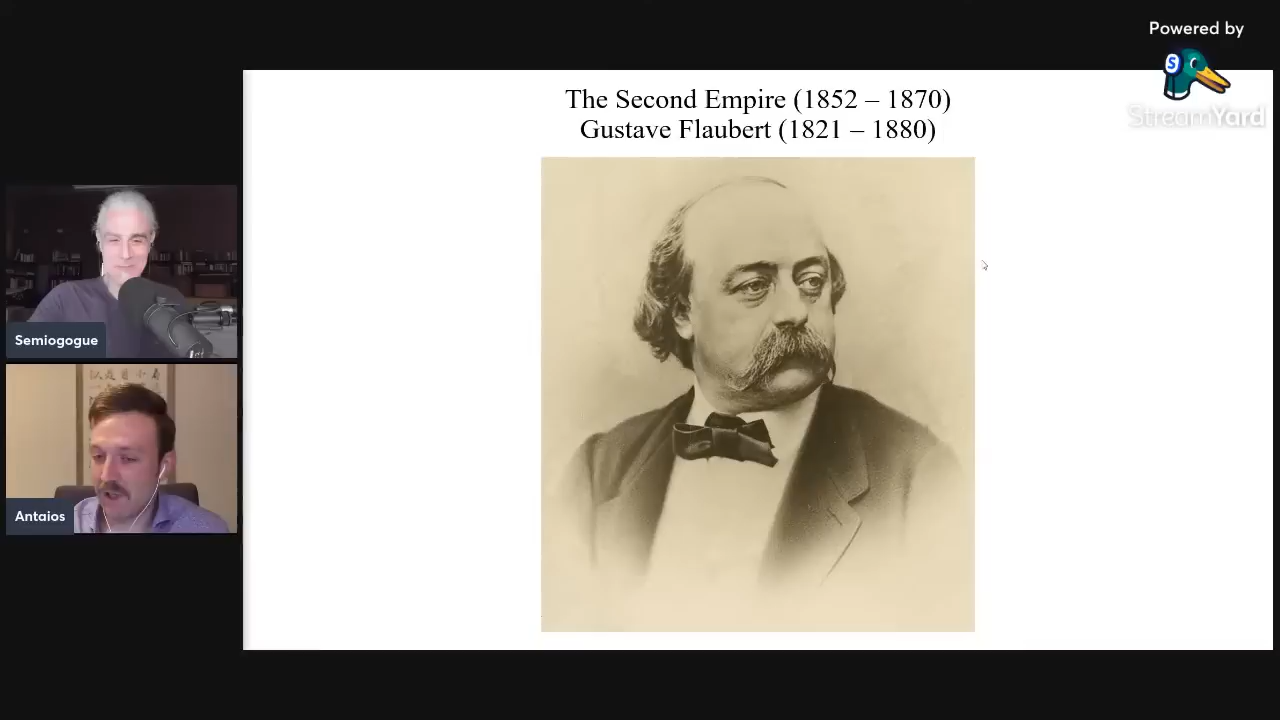 Powered by
S
StreamYard
The Second Empire (1852 – 1870)
Gustave Flaubert (1821 – 1880)
Semiogogue
Antaios